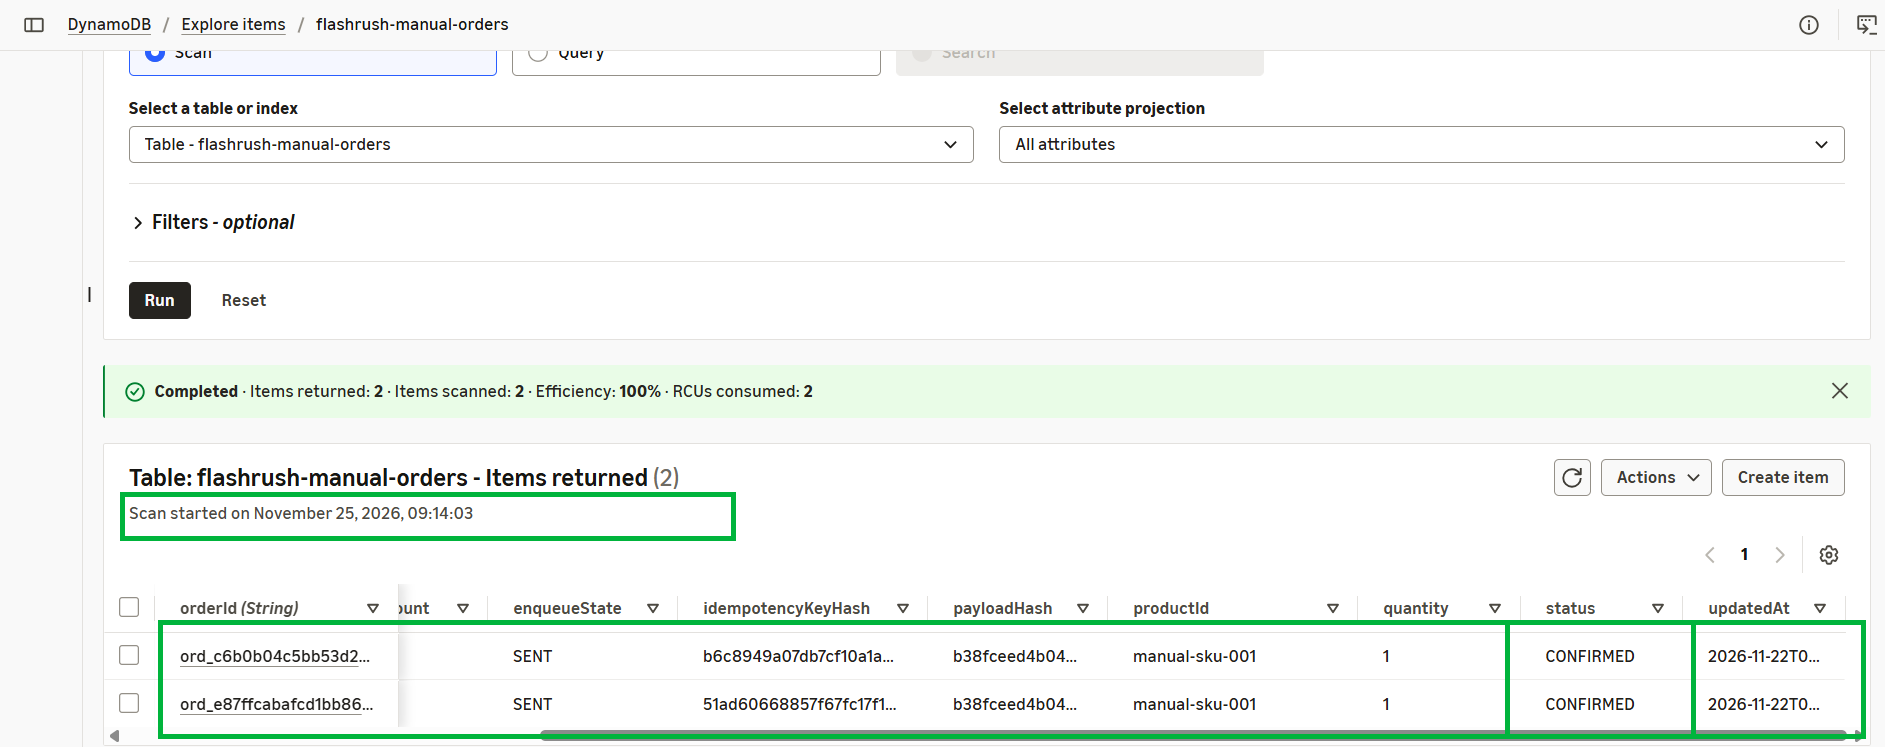 DynamoDB / Explore items / flashrush-manual-orders
Scan Query Search
Select a table or index Select attribute projection
Table - flashrush-manual-orders All attributes
Filters - optional
Run Reset
Completed · Items returned: 2 · Items scanned: 2 · Efficiency: 100% · RCUs consumed: 2
Table: flashrush-manual-orders - Items returned (2)
Actions Create item
Scan started on November 25, 2026, 09:14:03
1
orderId (String) ount enqueueState idempotencyKeyHash payloadHash productId quantity status updatedAt
ord_c6b0b04c5bb53d2... SENT b6c8949a07db7cf10a1a... b38fceed4b04... manual-sku-001 1 CONFIRMED 2026-11-22T0...
ord_e87ffcabafcd1bb86... SENT 51ad60668857f67fc17f1... b38fceed4b04... manual-sku-001 1 CONFIRMED 2026-11-22T0...